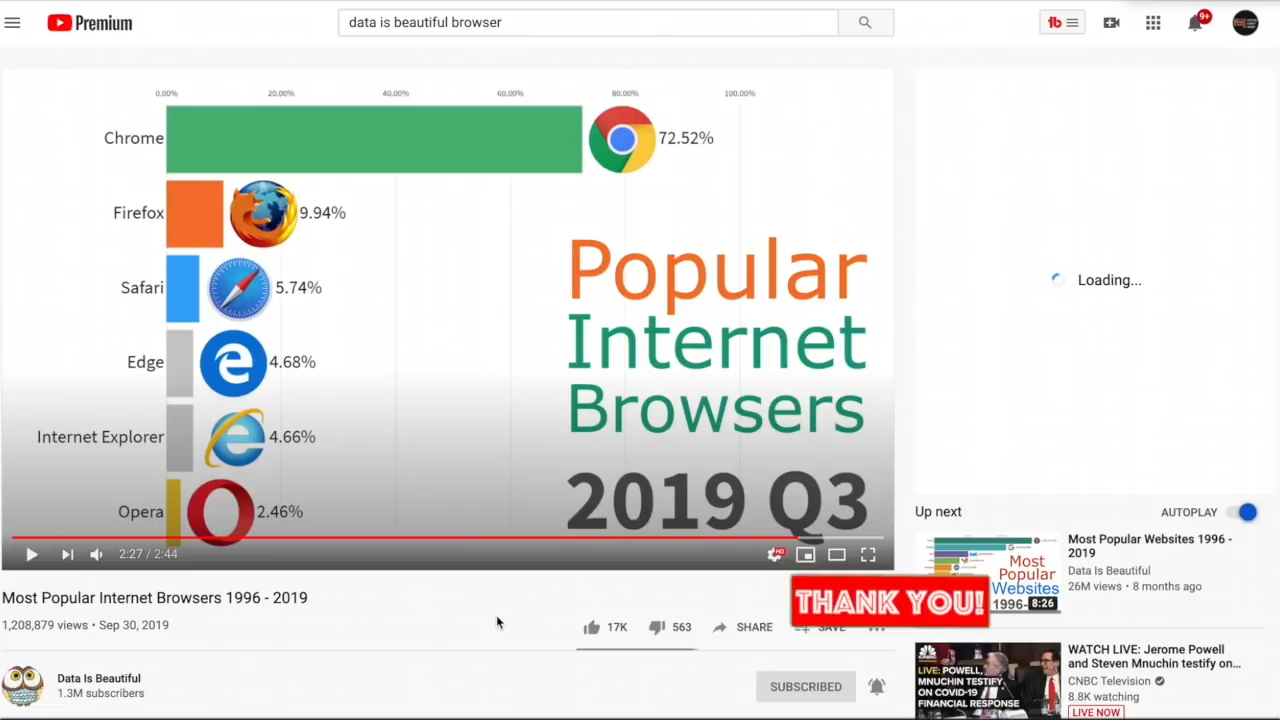 Premium
data is beautiful browser
9+
0.00% 20.00% 40.00% 60.00% 80.00% 100.00%
Chrome 72.52%
Firefox 9.94%
Safari 5.74%
Edge 4.68%
Internet Explorer 4.66%
Opera 2.46%
Popular
Internet
Browsers
2019 Q3
2:27 / 2:44
HD
Loading...
Most Popular Internet Browsers 1996 - 2019
1,208,879 views • Sep 30, 2019
17K 563 SHARE SAVE
THANK YOU!
Data Is Beautiful
1.3M subscribers
SUBSCRIBED
Up next AUTOPLAY
Most
Popular
Websites
1996-
8:26
Most Popular Websites 1996 -
2019
Data Is Beautiful
26M views • 8 months ago
CNBC
LIVE: POWELL,
MNUCHIN TESTIFY
ON COVID-19
FINANCIAL RESPONSE
WATCH LIVE: Jerome Powell
and Steven Mnuchin testify on...
CNBC Television
8.8K watching
LIVE NOW